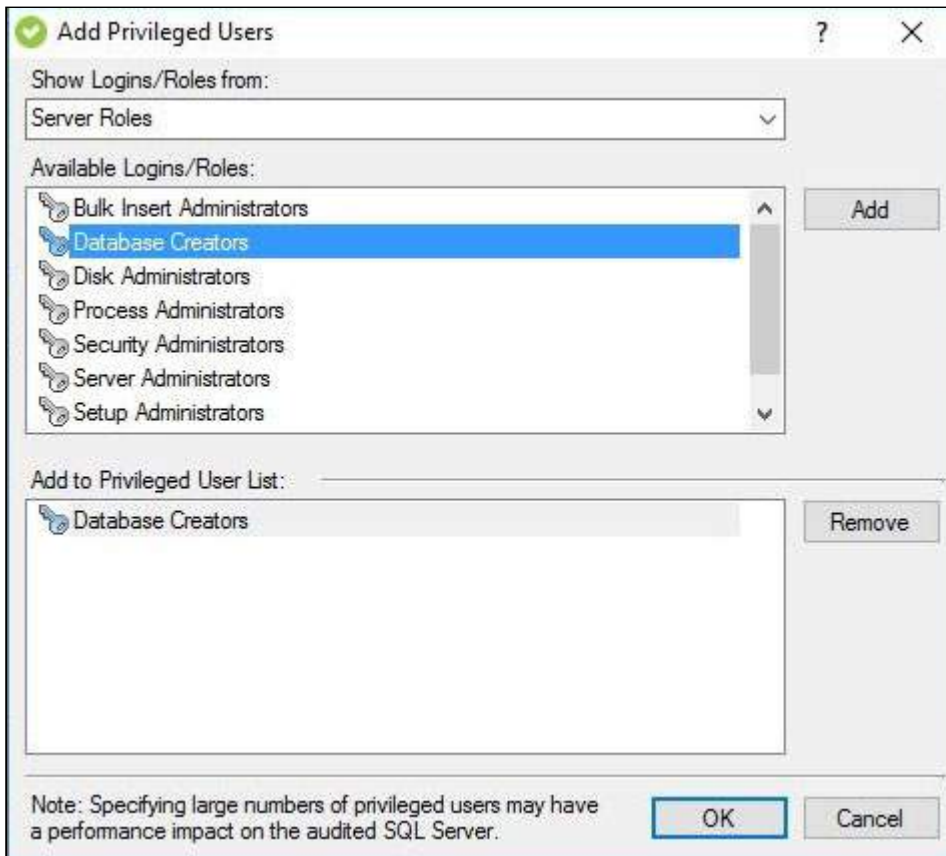 Add Privileged Users
?
Show Logins/Roles from:
Server Roles
Available Logins/Roles:
Bulk Insert Administrators
Add
Database Creators
Disk Administrators
Process Administrators
Security Administrators
Server Administrators
Setup Administrators
Add to Privileged User List:
Database Creators
Remove
Note: Specifying large numbers of privileged users may have
a performance impact on the audited SQL Server.
OK
Cancel